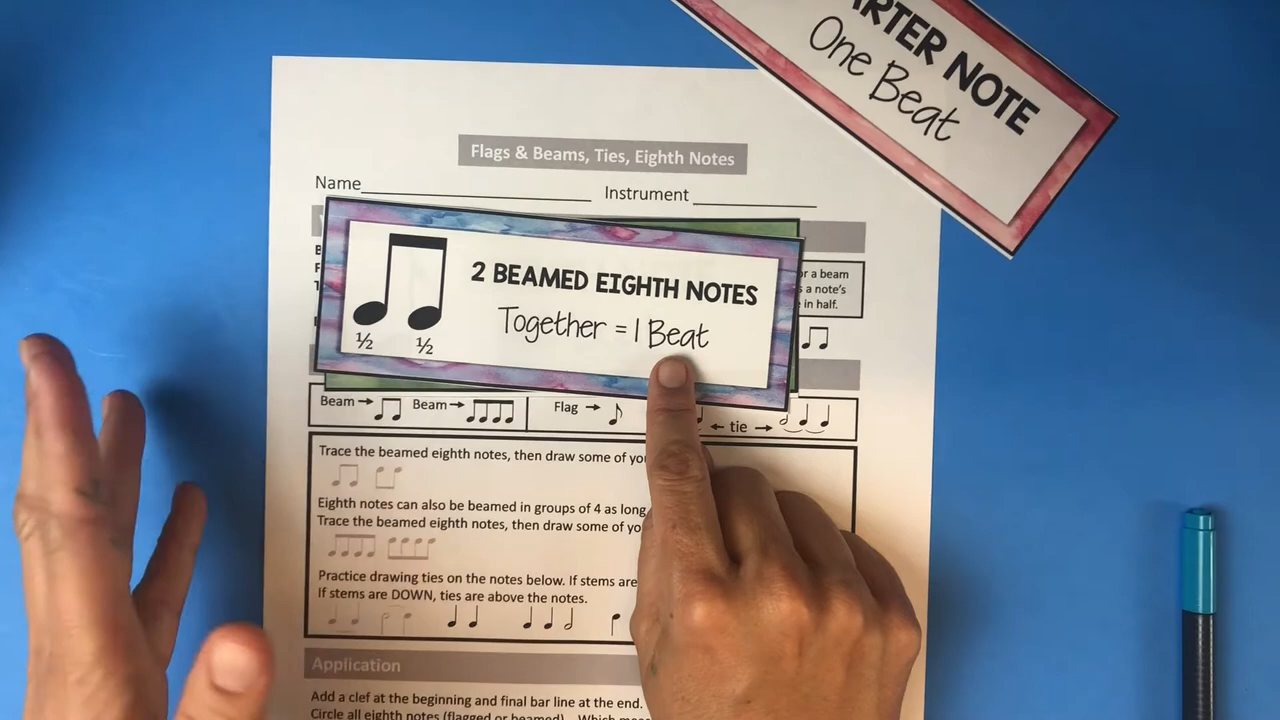 ARTER NOTE
One Beat
Flags & Beams, Ties, Eighth Notes
Name Instrument
or a beam
a note's
in half.
2 BEAMED EIGHTH NOTES
Together = 1 Beat
½ ½
Beam Beam Flag tie
Trace the beamed eighth notes, then draw some of
Eighth notes can also be beamed in groups of 4 as long
Trace the beamed eighth notes, then draw some of
Practice drawing ties on the notes below. If stems are
If stems are DOWN, ties are above the notes.
Application
Add a clef at the beginning and final bar line at the end.
Circle all eighth notes (flagged or beamed). Which